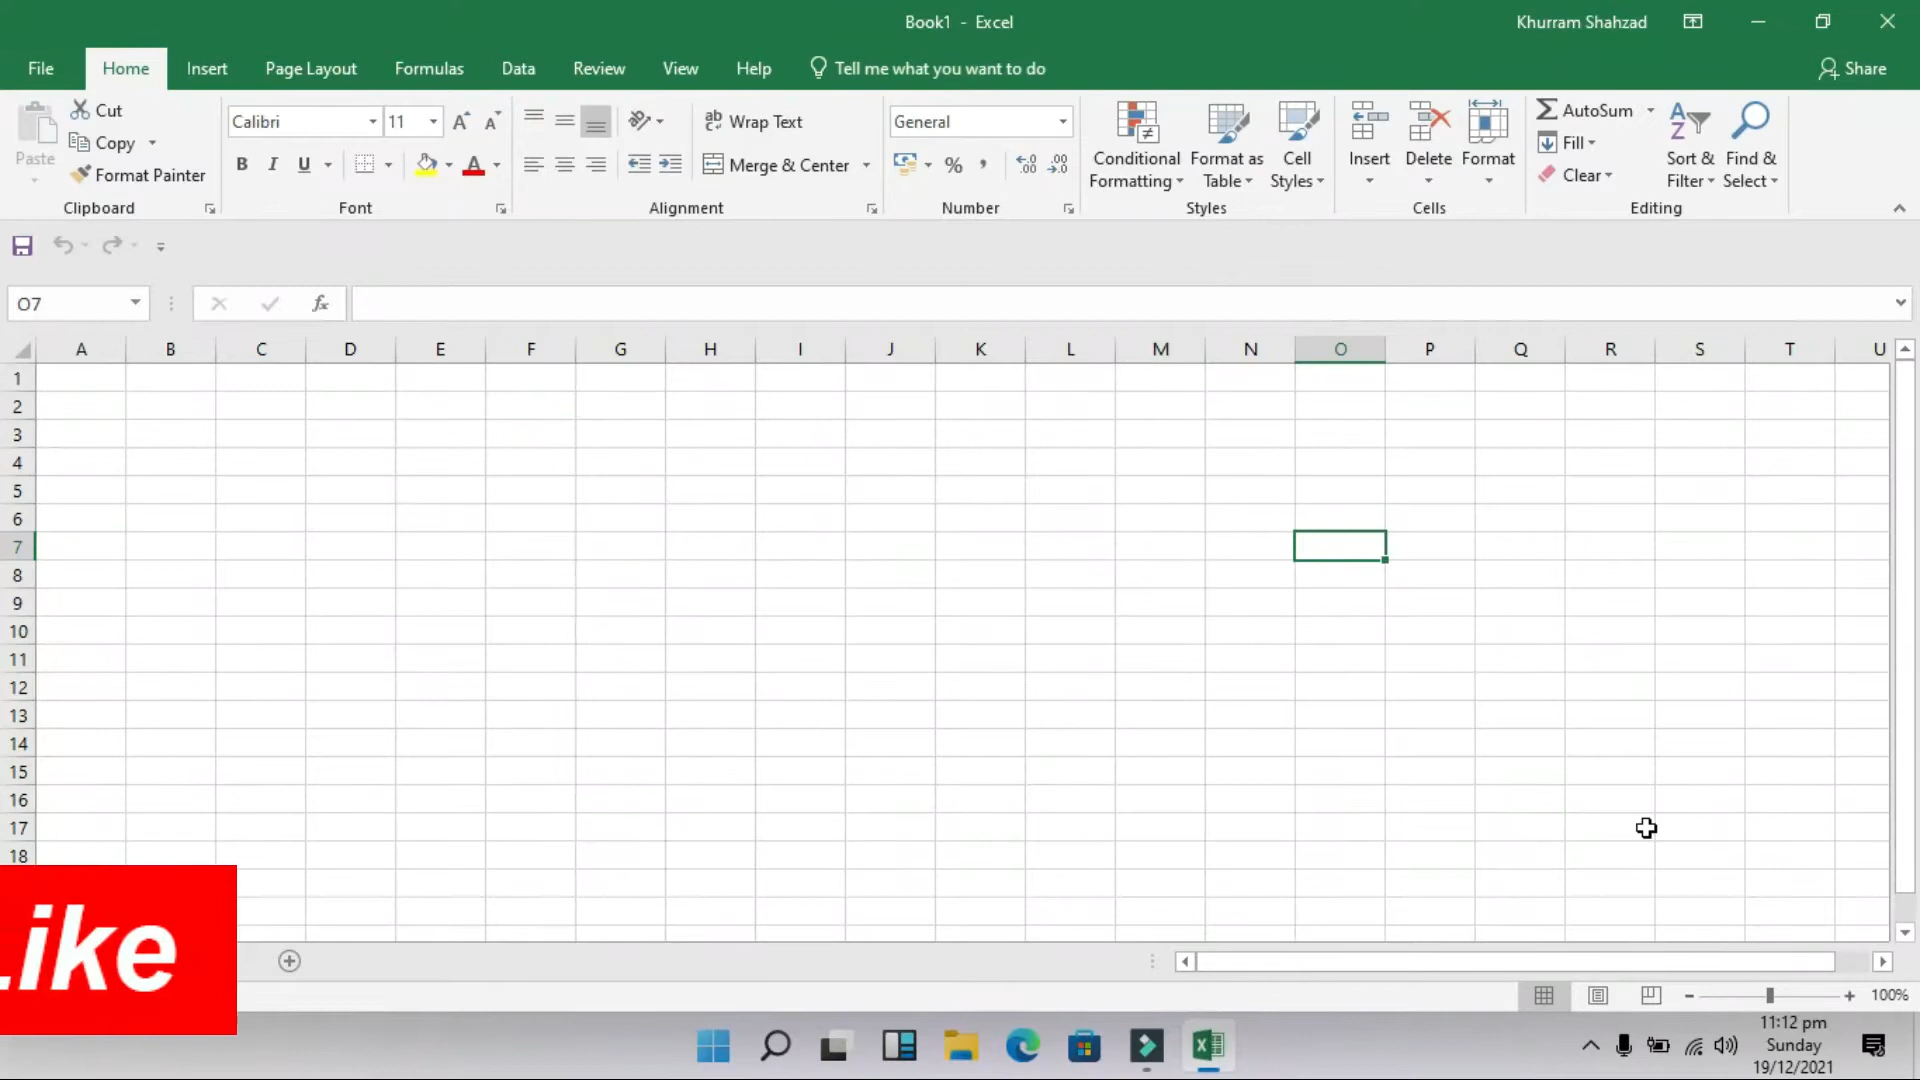 Book1 - Excel
Khurram Shahzad
File Home Insert Page Layout Formulas Data Review View Help Tell me what you want to do Share
Paste
Cut
Copy
Format Painter
Clipboard
Calibri 11
B I U A
Font
Wrap Text
Merge & Center
Alignment
General
%
Number
Conditional Formatting
Format as Table
Cell Styles
Styles
Insert Delete Format
Cells
AutoSum
Fill
Clear
Sort & Filter
Find & Select
Editing
O7 fx
A B C D E F G H I J K L M N O P Q R S T U
1
2
3
4
5
6
7
8
9
10
11
12
13
14
15
16
17
18
ike
100%
11:12 pm
Sunday
19/12/2021